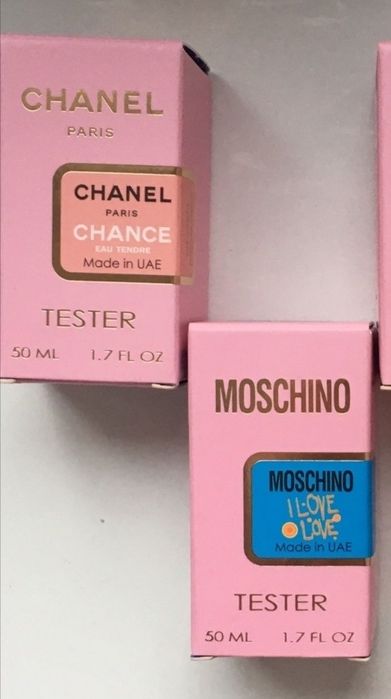 CHANEL
PARIS
CHANEL
PARIS
CHANCE
EAU TENDRE
Made in UAE
TESTER
50 ML 1.7 FL OZ
MOSCHINO
MOSCHINO
I LOVE
LOVE
Made in UAE
TESTER
50 ML 1.7 FL OZ